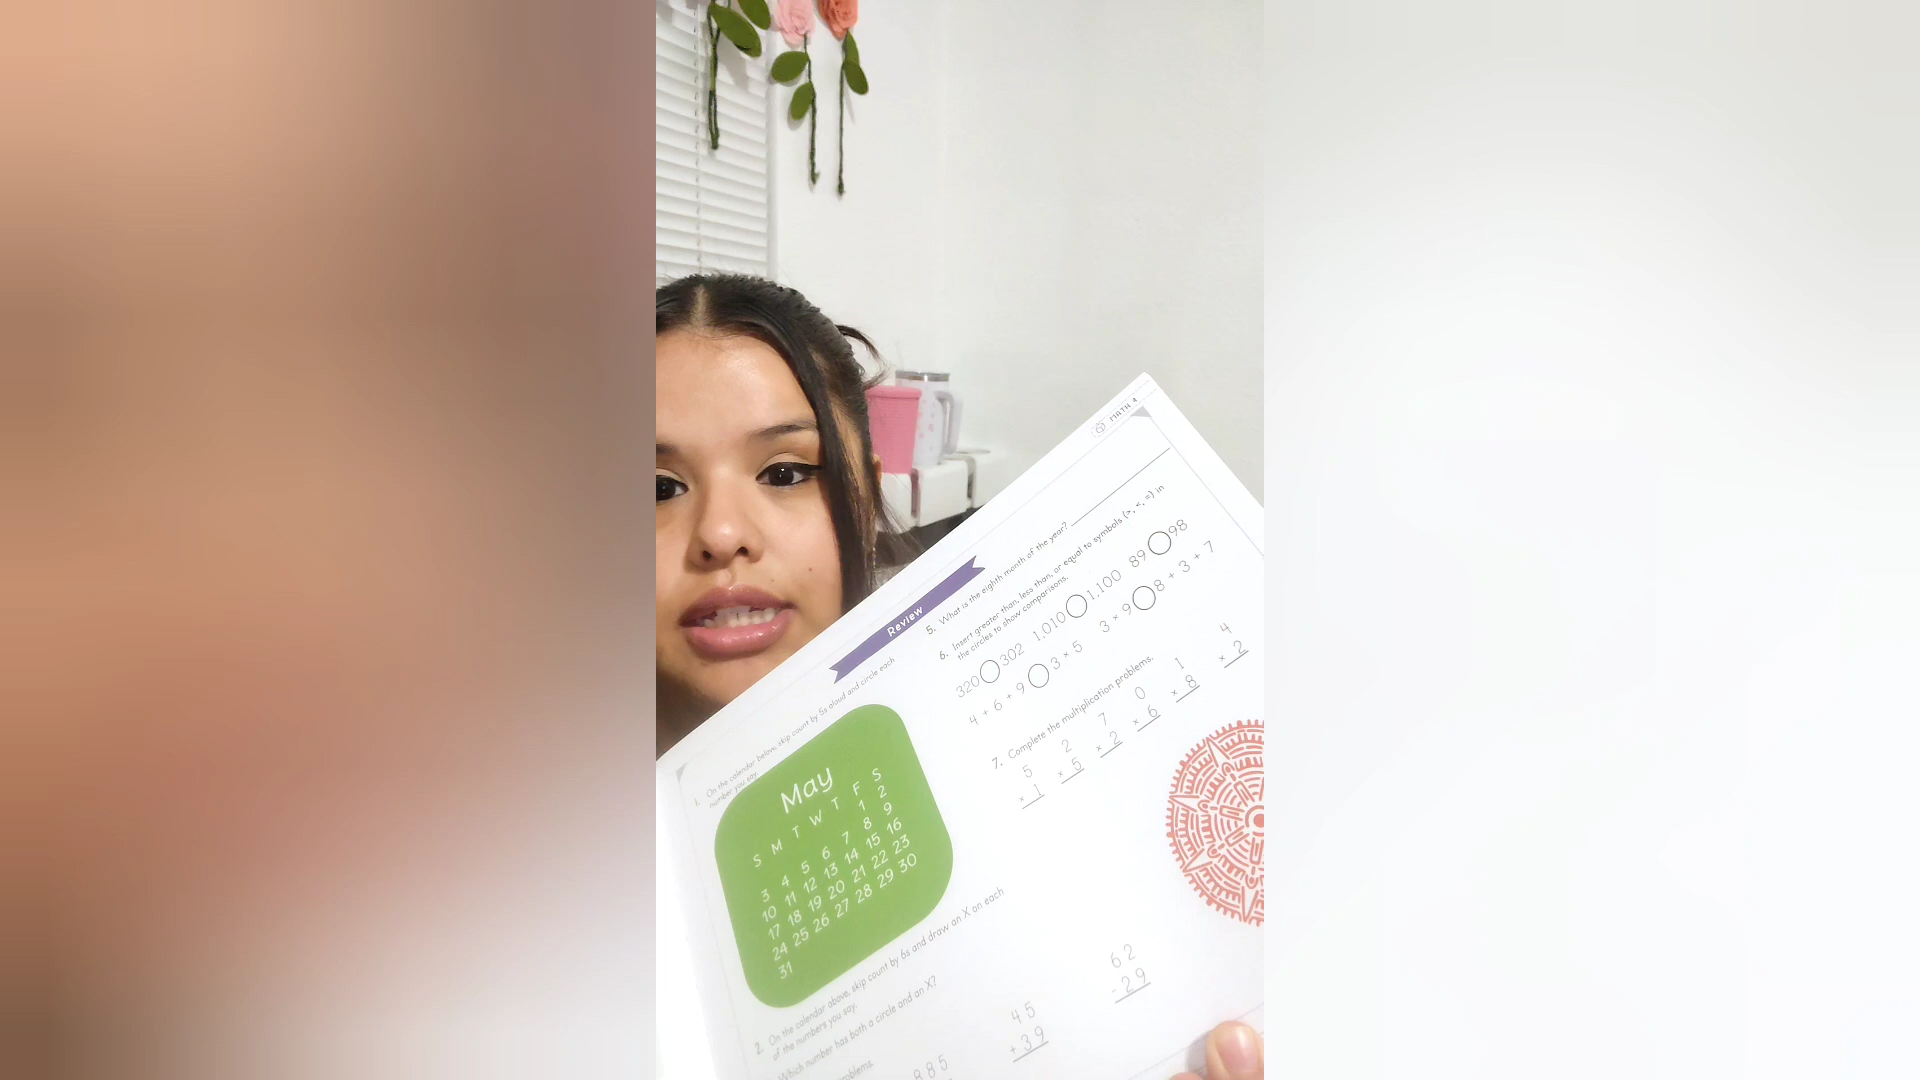 MATH 4
Review
1. On the calendar below, skip count by 5s aloud and circle each
number you say.
May
S M T W T F S
1 2
3 4 5 6 7 8 9
10 11 12 13 14 15 16
17 18 19 20 21 22 23
24 25 26 27 28 29 30
31
2. On the calendar above, skip count by 6s and draw an X on each
of the numbers you say.
Which number has both a circle and an X?
problems.
885
45
+ 39
62
- 29
5. What is the eighth month of the year?
6. Insert greater than, less than, or equal to symbols (>, <, =) in
the circles to show comparisons.
320 302 1,010 1,100 89 98
4 + 6 + 9 3 × 5 3 × 9 8 + 3 + 7
7. Complete the multiplication problems.
5 2 7 0 1 4
× 1 × 5 × 2 × 6 × 8 × 2